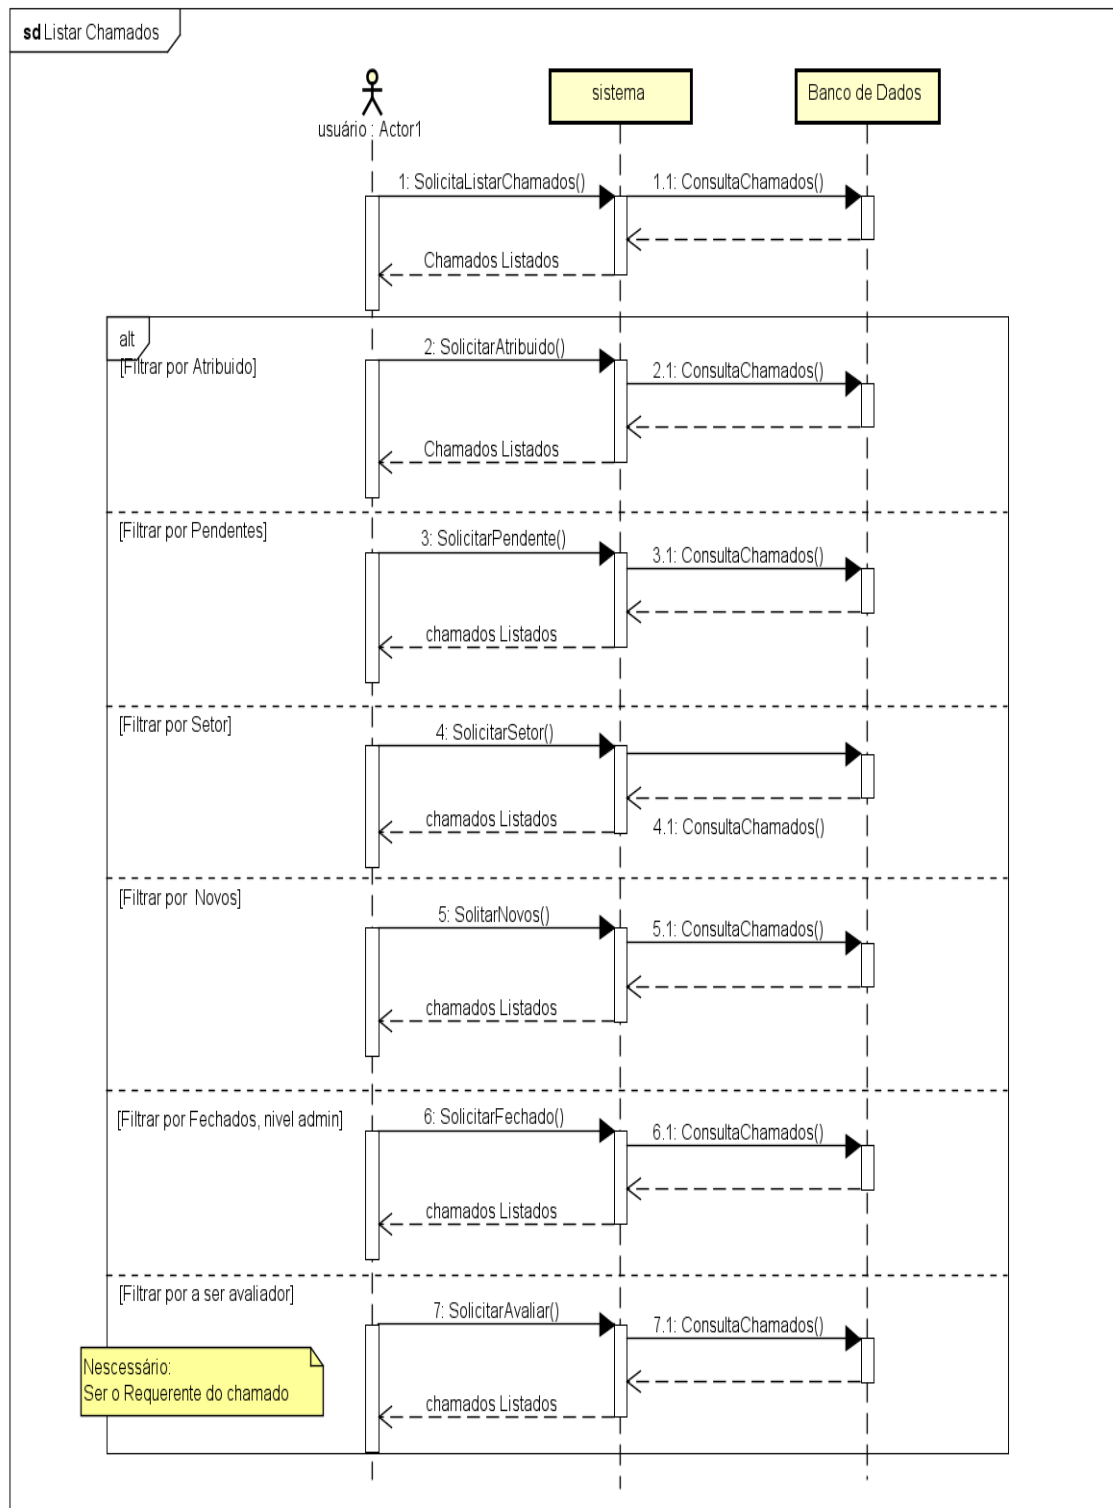 sd Listar Chamados
sistema
Banco de Dados
usuário : Actor1
1: SolicitaListarChamados()
1.1: ConsultaChamados()
Chamados Listados
alt
[Filtrar por Atribuido]
2: SolicitarAtribuido()
2.1: ConsultaChamados()
Chamados Listados
[Filtrar por Pendentes]
3: SolicitarPendente()
3.1: ConsultaChamados()
chamados Listados
[Filtrar por Setor]
4: SolicitarSetor()
chamados Listados
4.1: ConsultaChamados()
[Filtrar por Novos]
5: SolitarNovos()
5.1: ConsultaChamados()
chamados Listados
[Filtrar por Fechados, nivel admin]
6: SolicitarFechado()
6.1: ConsultaChamados()
chamados Listados
[Filtrar por a ser avaliador]
7: SolicitarAvaliar()
7.1: ConsultaChamados()
Nescessário:
Ser o Requerente do chamado
chamados Listados